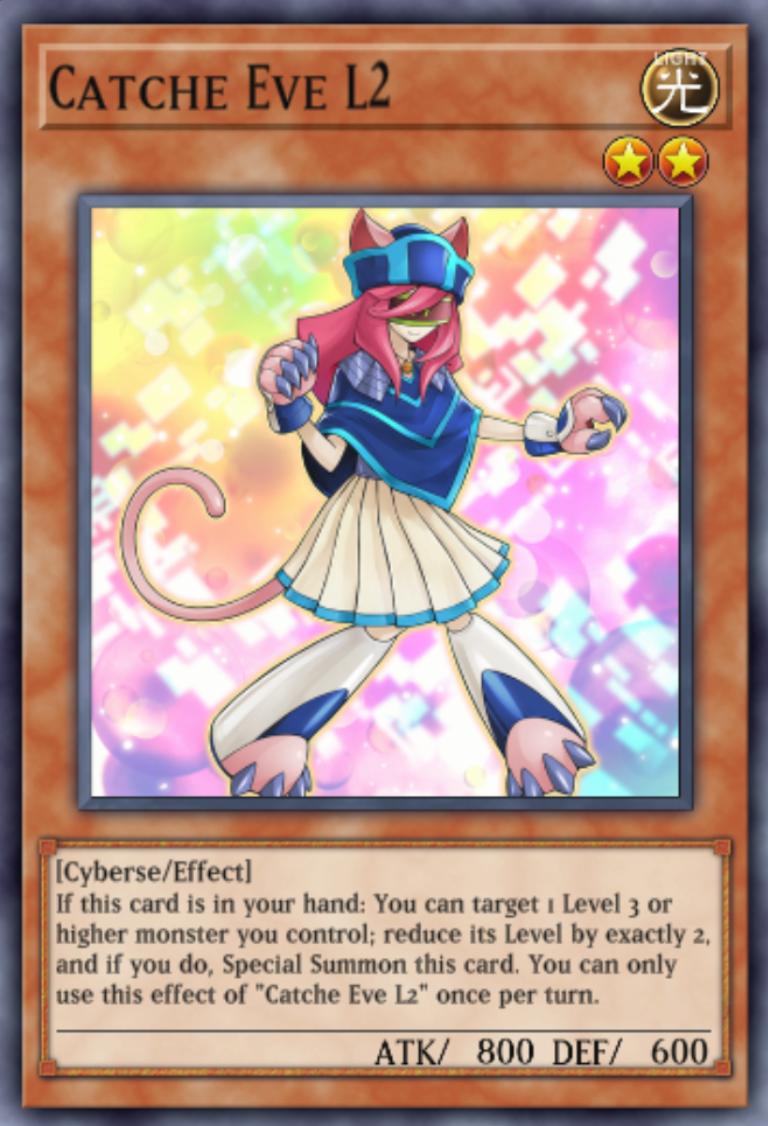 Catche Eve L2
LIGHT
光
[Cyberse/Effect]
If this card is in your hand: You can target 1 Level 3 or
higher monster you control; reduce its Level by exactly 2,
and if you do, Special Summon this card. You can only
use this effect of "Catche Eve L2" once per turn.
ATK/ 800 DEF/ 600